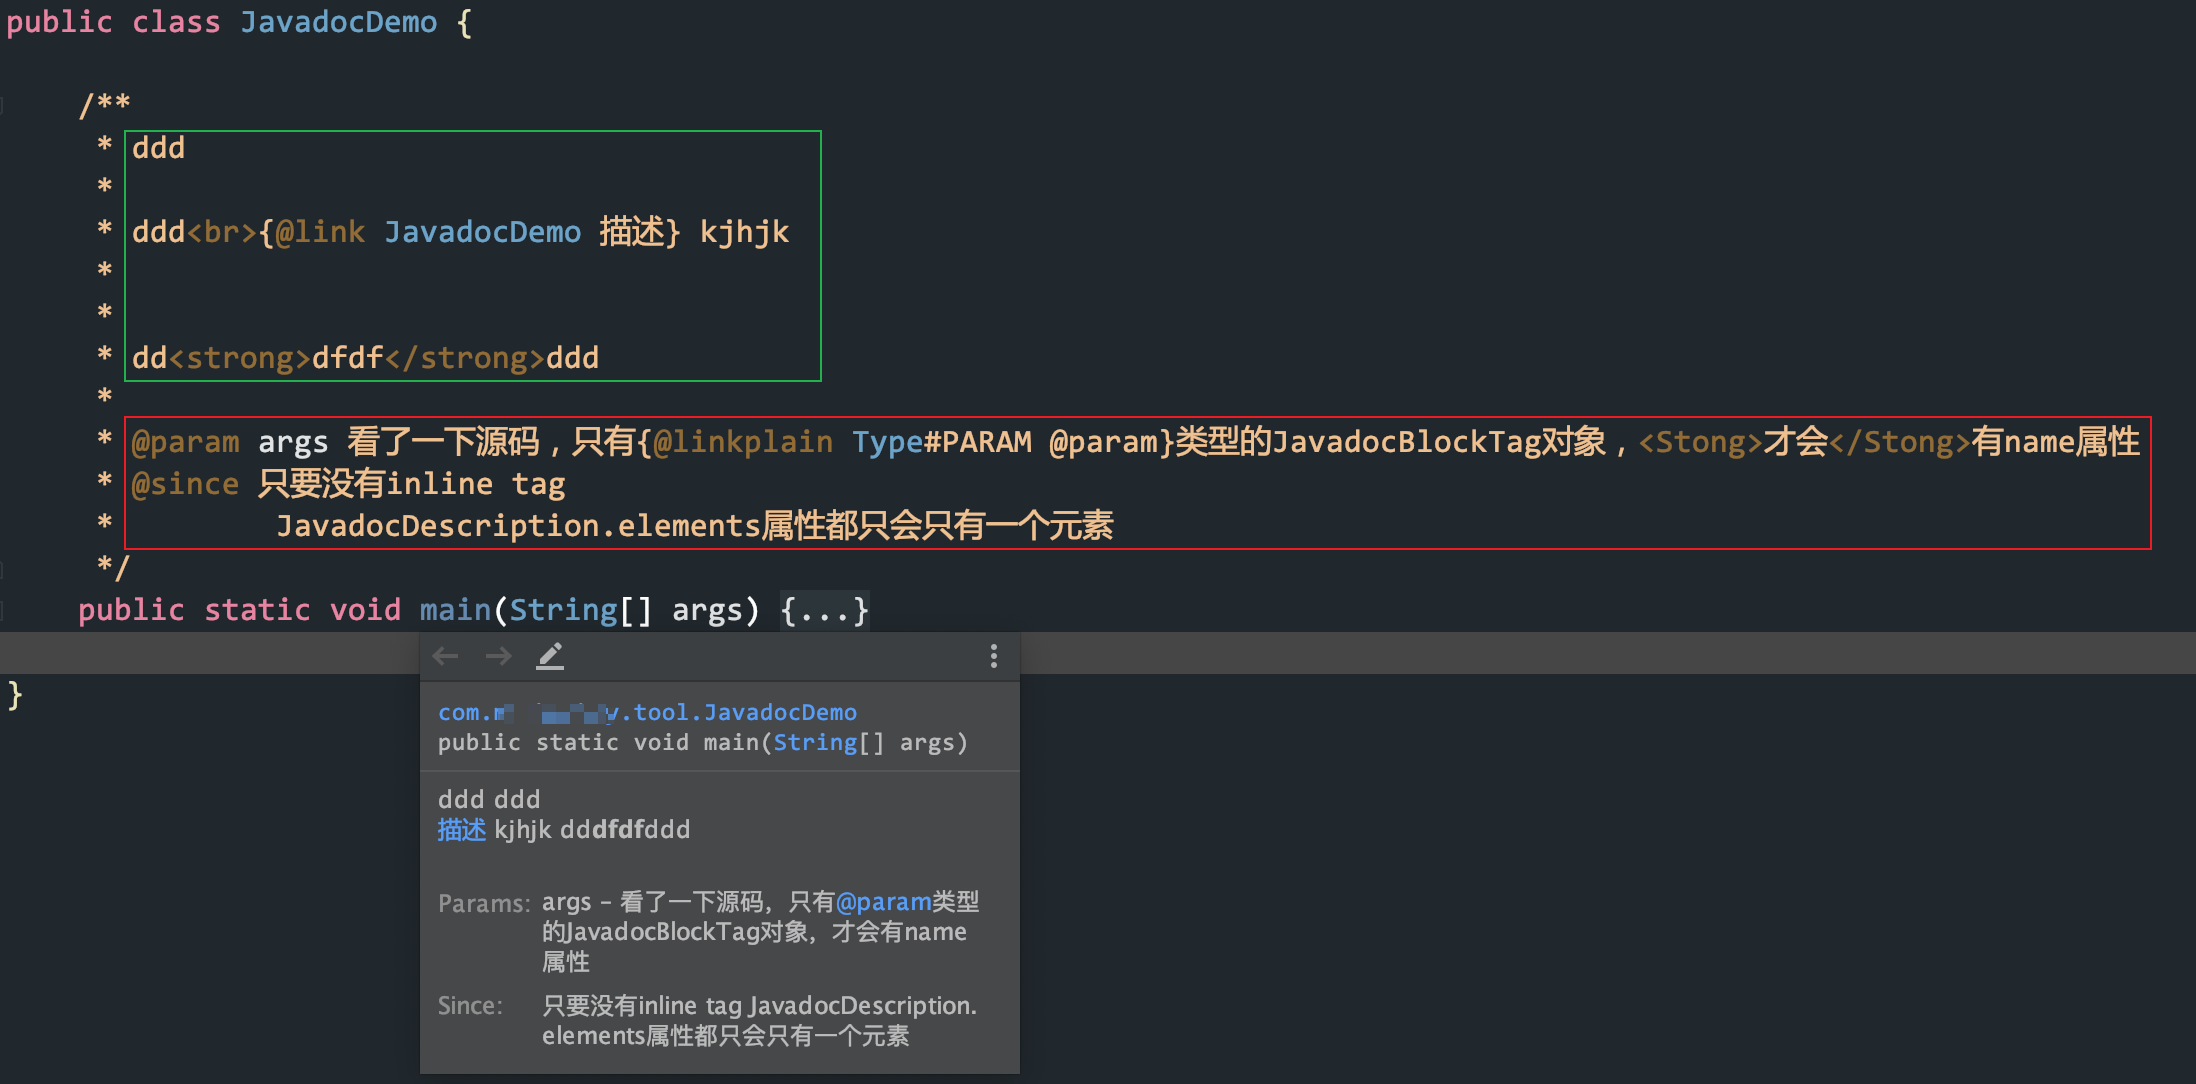 public class JavadocDemo {
/**
* ddd
*
* ddd<br>{@link JavadocDemo 描述} kjhjk
*
*
* dd<strong>dfdf</strong>ddd
*
* @param args 看了一下源码，只有{@linkplain Type#PARAM @param}类型的JavadocBlockTag对象，<Stong>才会</Stong>有name属性
* @since 只要没有inline tag
* JavadocDescription.elements属性都只会只有一个元素
*/
public static void main(String[] args) {...}
}
com. .tool.JavadocDemo
public static void main(String[] args)
ddd ddd
描述 kjhjk dddfdfddd
Params: args – 看了一下源码，只有@param类型
的JavadocBlockTag对象，才会有name
属性
Since: 只要没有inline tag JavadocDescription.
elements属性都只会只有一个元素